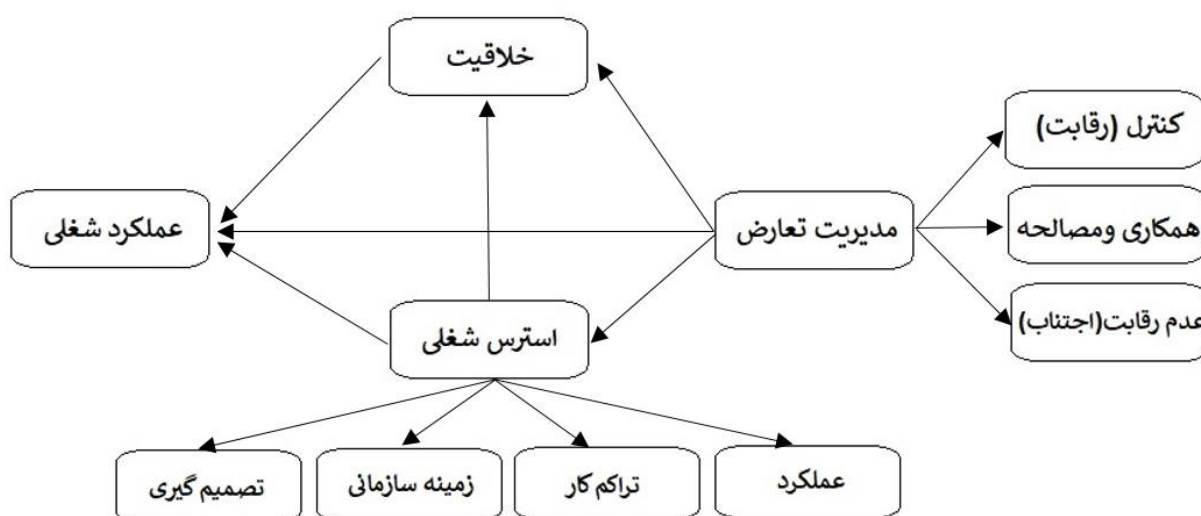 خلاقیت
کنترل (رقابت)
عملکرد شغلی
مدیریت تعارض
همکاری ومصالحه
عدم رقابت(اجتناب)
استرس شغلی
عملکرد
تراکم کار
زمینه سازمانی
تصمیم گیری